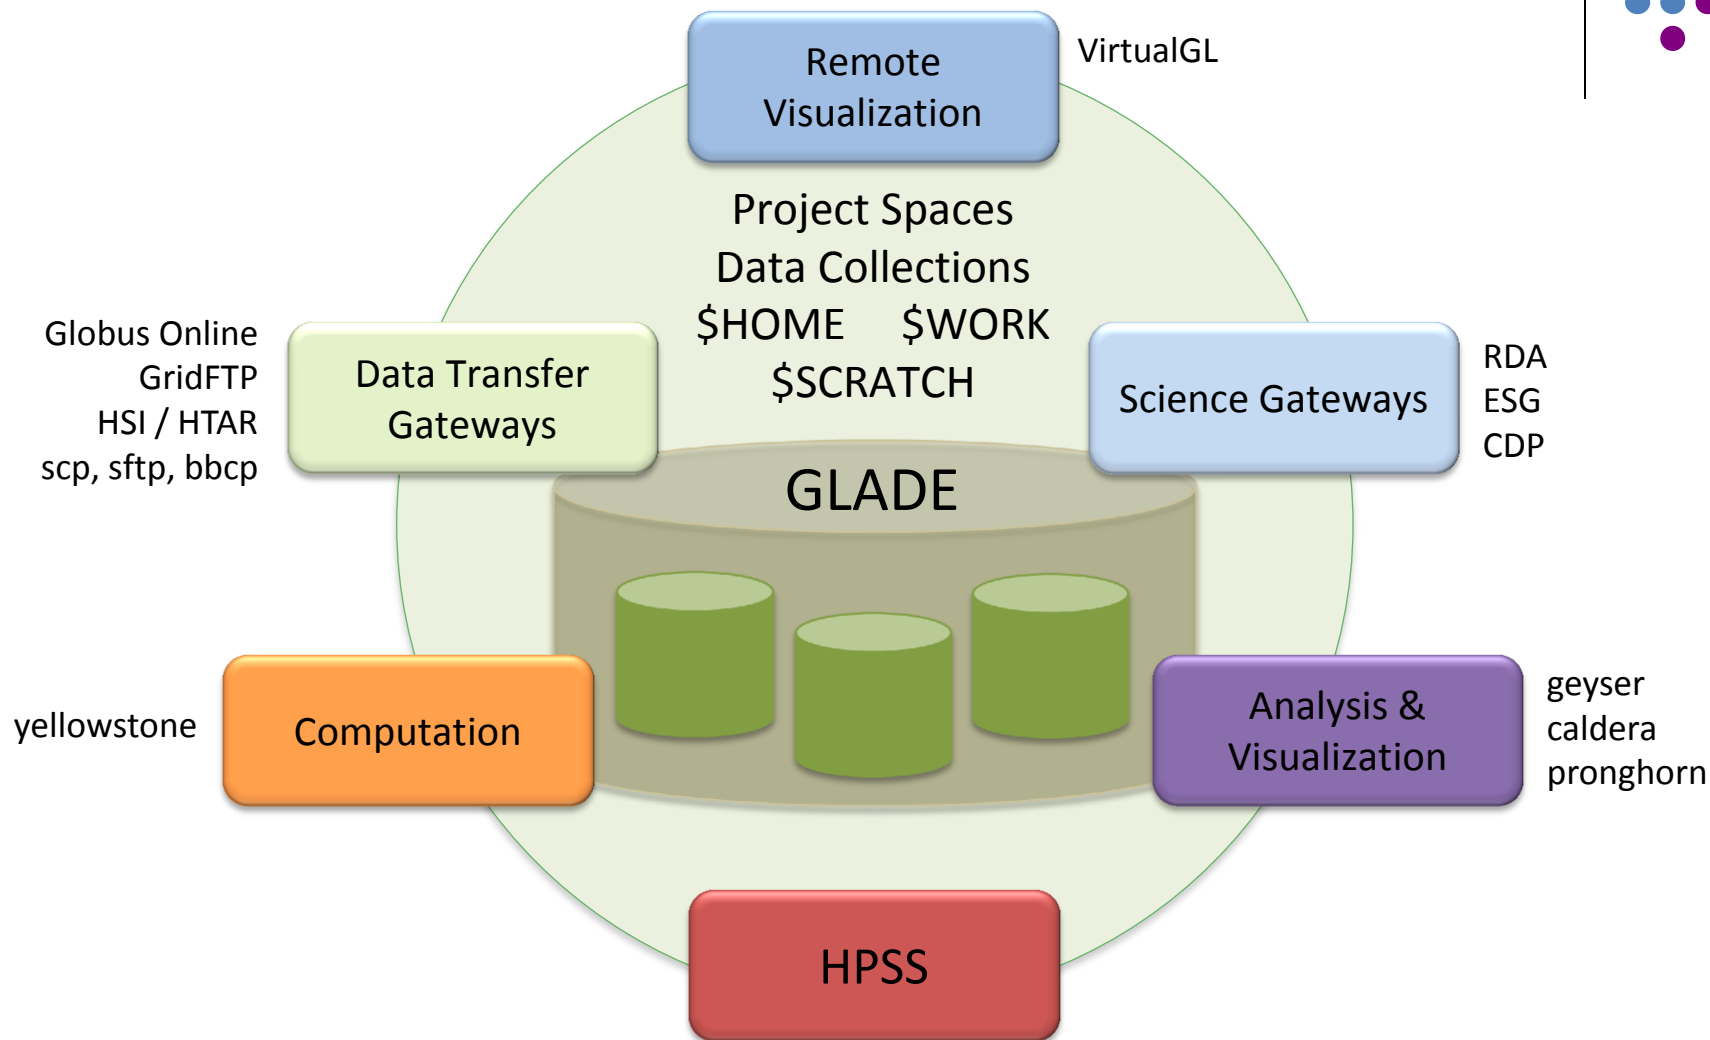 Remote
Visualization
VirtualGL
Project Spaces
Data Collections
$HOME $WORK
$SCRATCH
Globus Online
GridFTP
HSI / HTAR
scp, sftp, bbcp
Data Transfer
Gateways
Science Gateways
RDA
ESG
CDP
GLADE
yellowstone
Computation
Analysis &
Visualization
geyser
caldera
pronghorn
HPSS